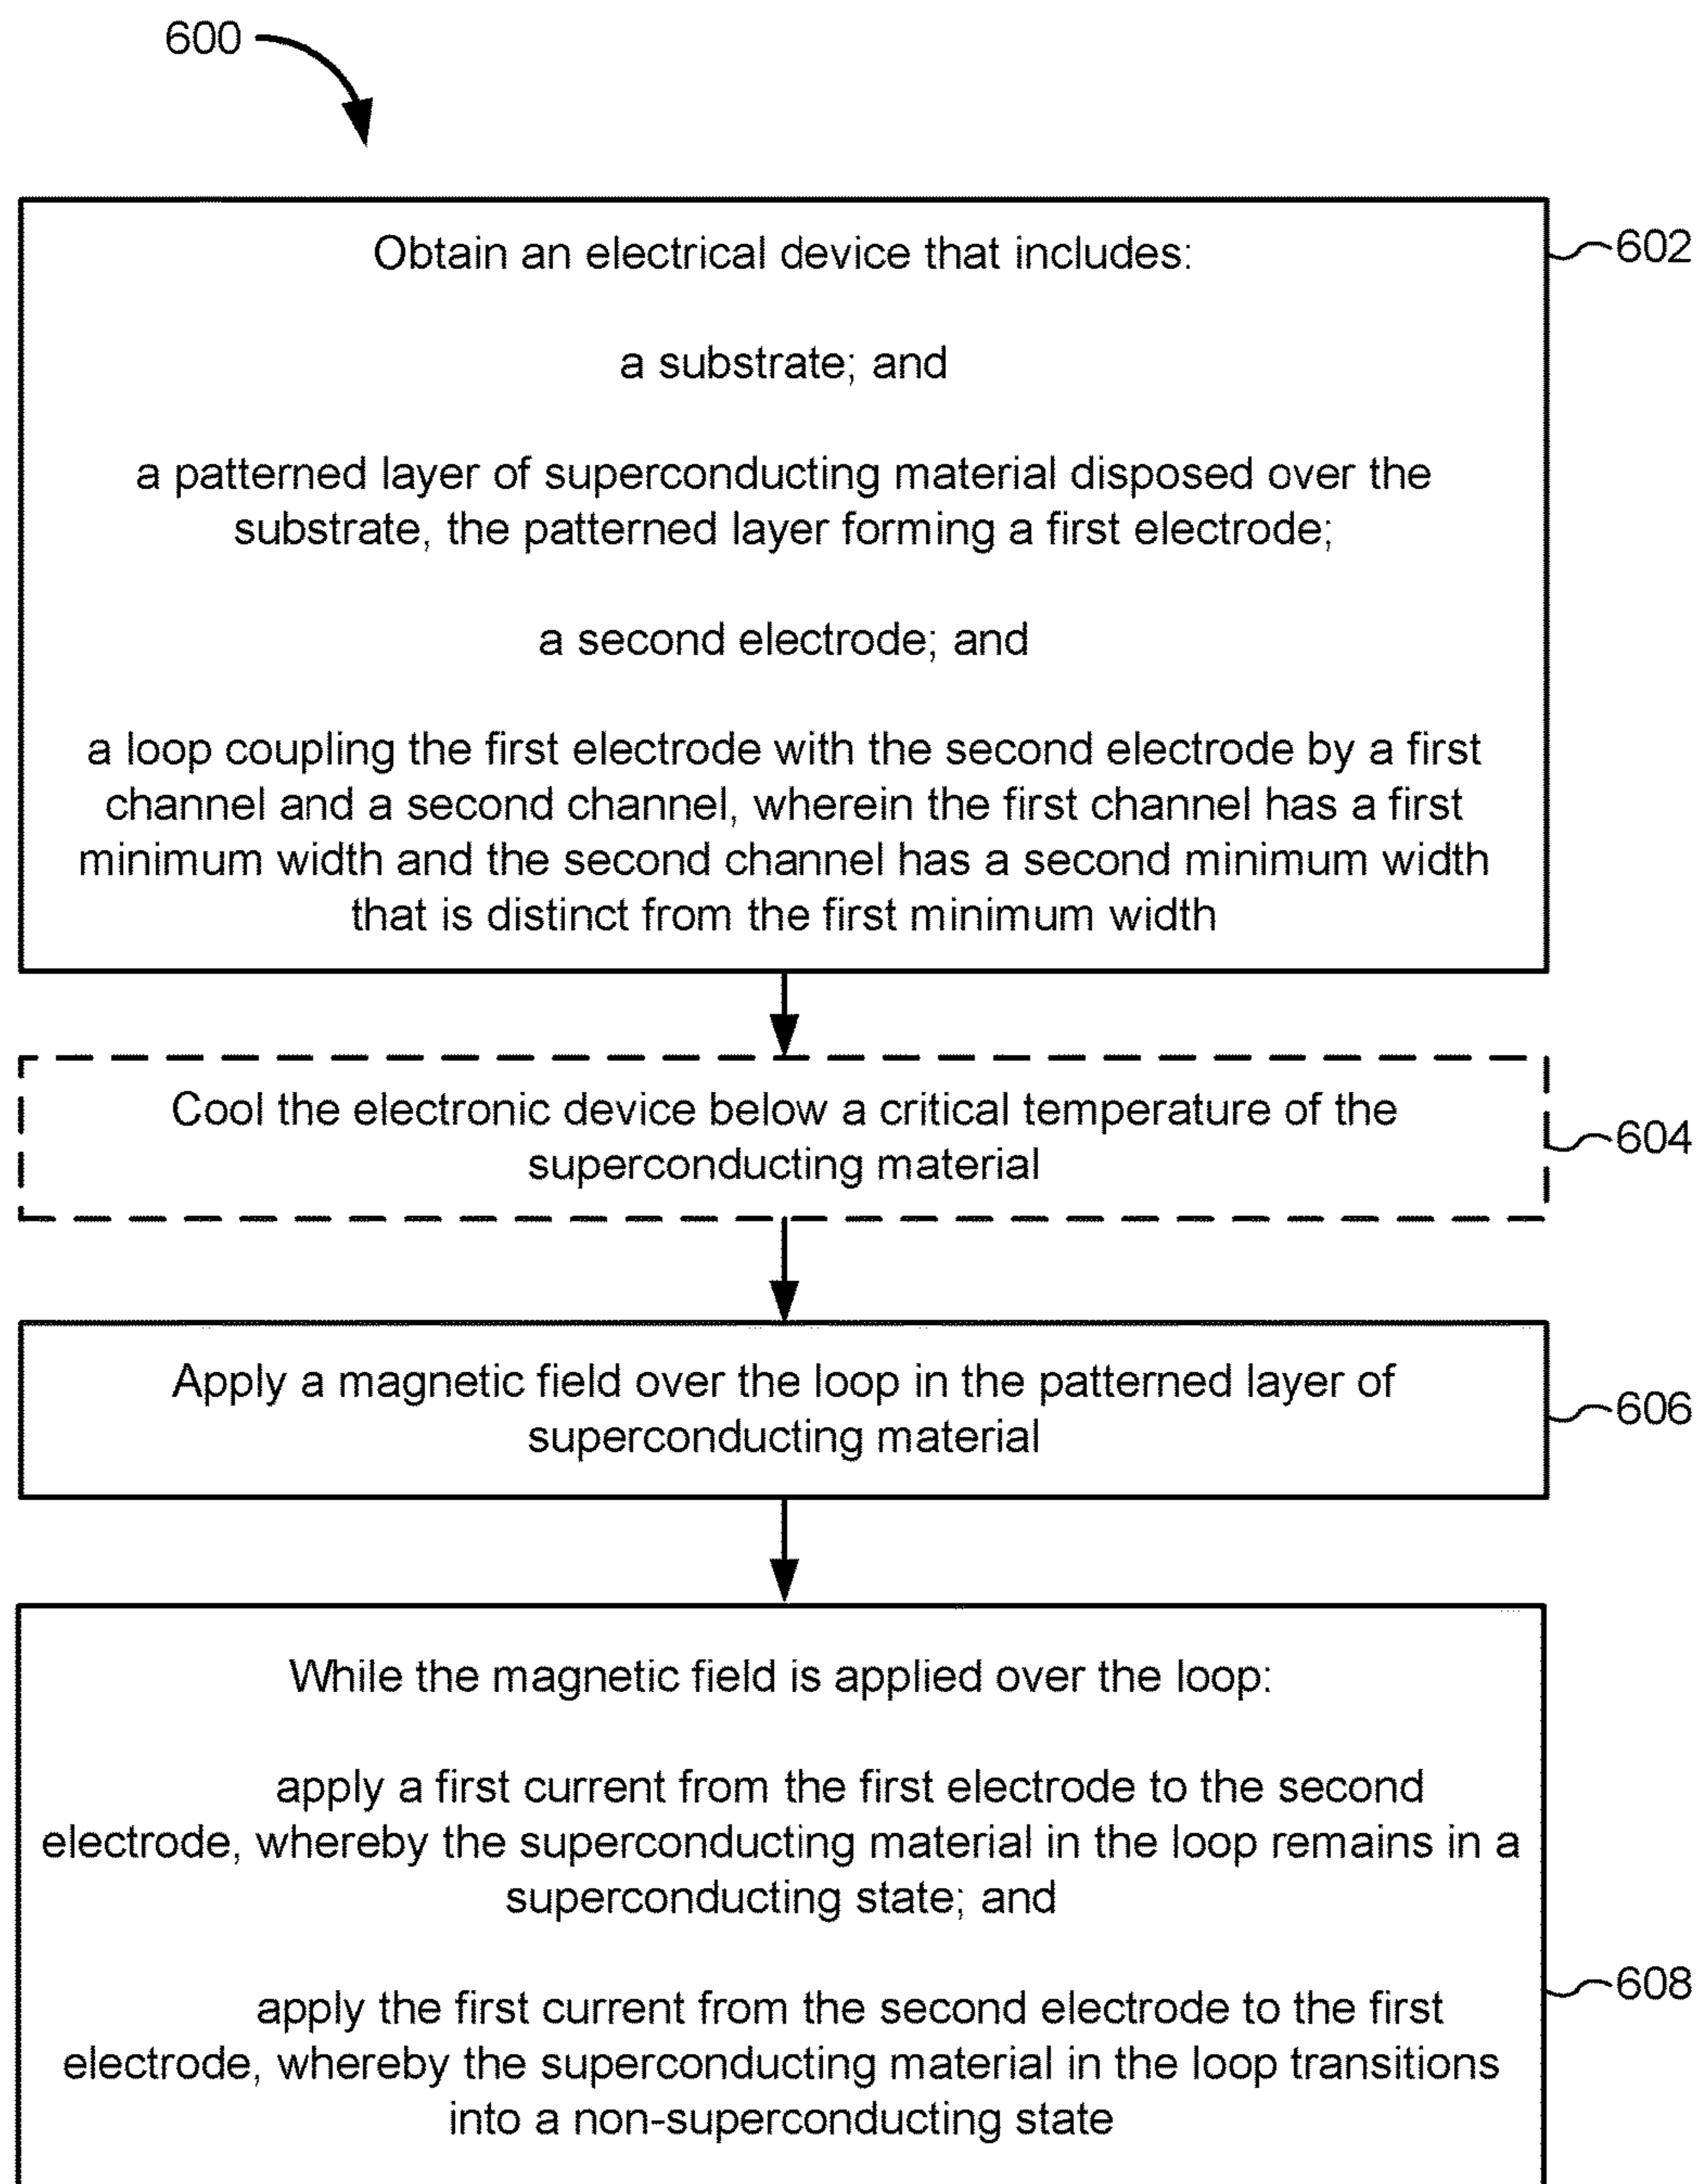 600
Obtain an electrical device that includes:
602
a substrate; and
a patterned layer of superconducting material disposed over the
substrate, the patterned layer forming a first electrode;
a second electrode; and
a loop coupling the first electrode with the second electrode by a first
channel and a second channel, wherein the first channel has a first
minimum width and the second channel has a second minimum width
that is distinct from the first minimum width
Cool the electronic device below a critical temperature of the
superconducting material
604
Apply a magnetic field over the loop in the patterned layer of
superconducting material
606
While the magnetic field is applied over the loop:
apply a first current from the first electrode to the second
electrode, whereby the superconducting material in the loop remains in a
superconducting state; and
apply the first current from the second electrode to the first
electrode, whereby the superconducting material in the loop transitions
into a non-superconducting state
608